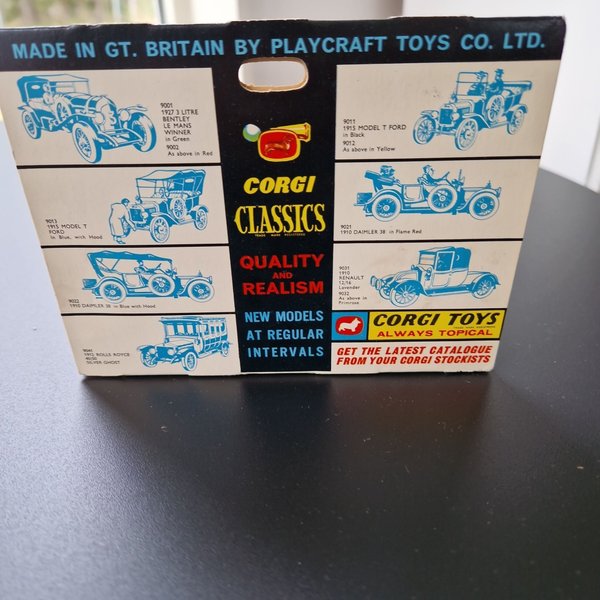 MADE IN GT. BRITAIN BY PLAYCRAFT TOYS CO. LTD.
9001
1927 3 LITRE
BENTLEY
LE MANS
WINNER
in Green
9002
As above in Red
9013
1915 MODEL T
FORD
in Blue, with Hood
9022
1910 DAIMLER 38 in Blue with Hood
9041
1912 ROLLS ROYCE
SILVER GHOST
CORGI
CLASSICS
TRADE MARK REGISTERED
QUALITY
AND
REALISM
NEW MODELS
AT REGULAR
INTERVALS
9011
1915 MODEL T FORD
in Black
9012
As above in Yellow
9021
1910 DAIMLER 38 in Flame Red
9031
1910
RENAULT
12/16
Lavender
9032
As above in
Primrose
CORGI TOYS
ALWAYS TOPICAL
GET THE LATEST CATALOGUE
FROM YOUR CORGI STOCKISTS